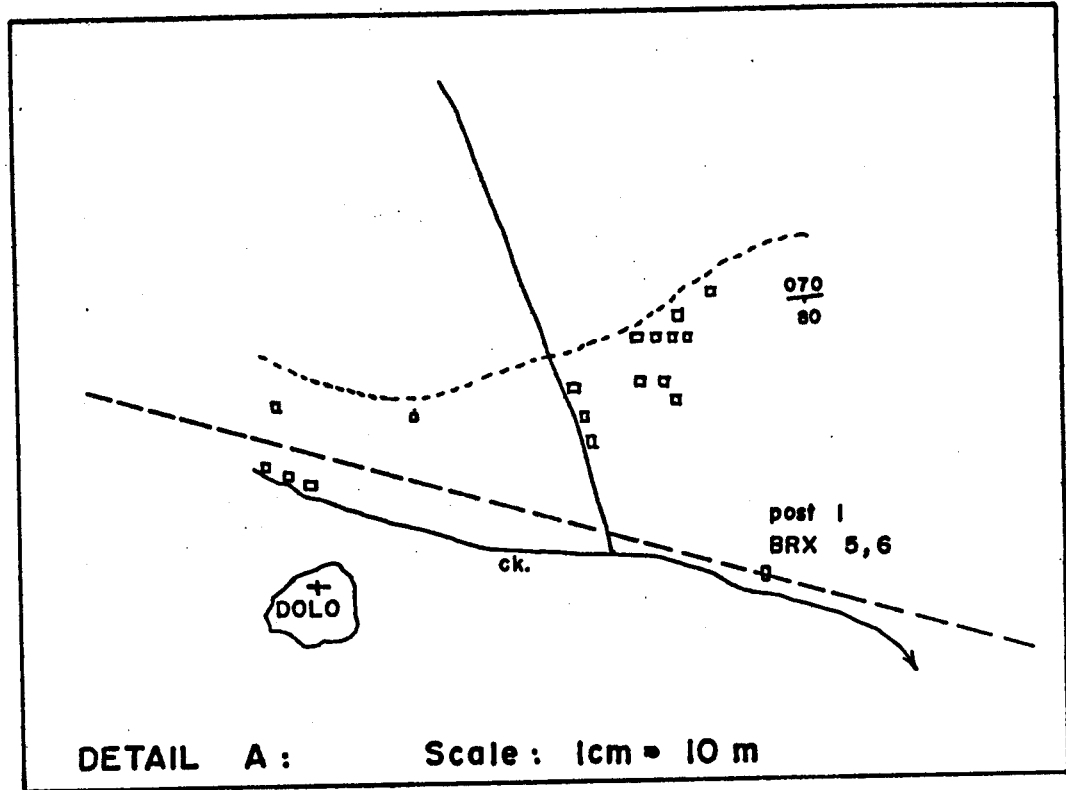 070
80
post 1
BRX 5,6
ck.
DOLO
DETAIL A: Scale: 1cm = 10 m